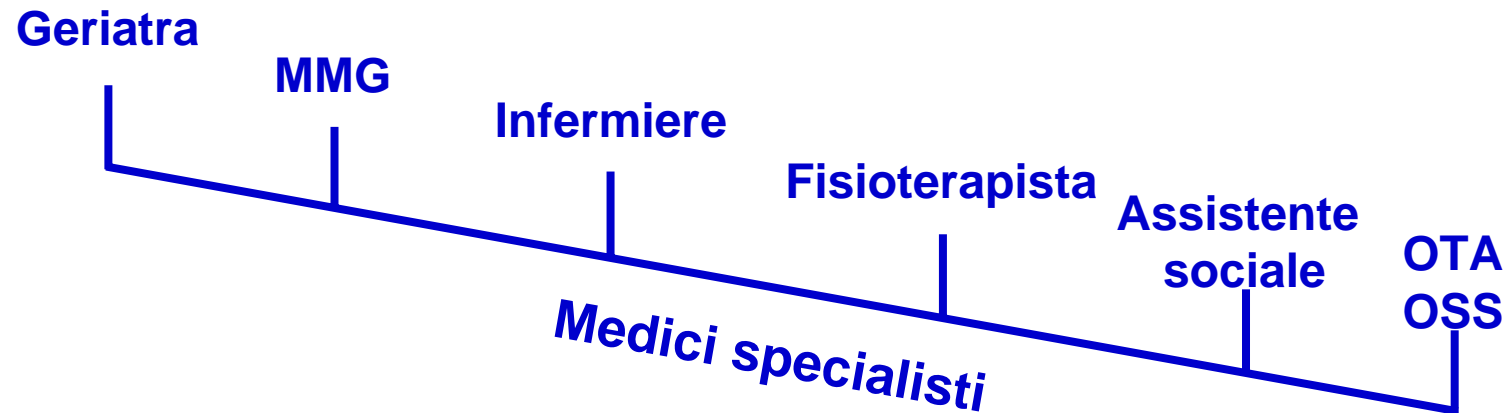 Geriatra
MMG
Infermiere
Fisioterapista
Assistente
sociale
OTA
OSS
Medici specialisti